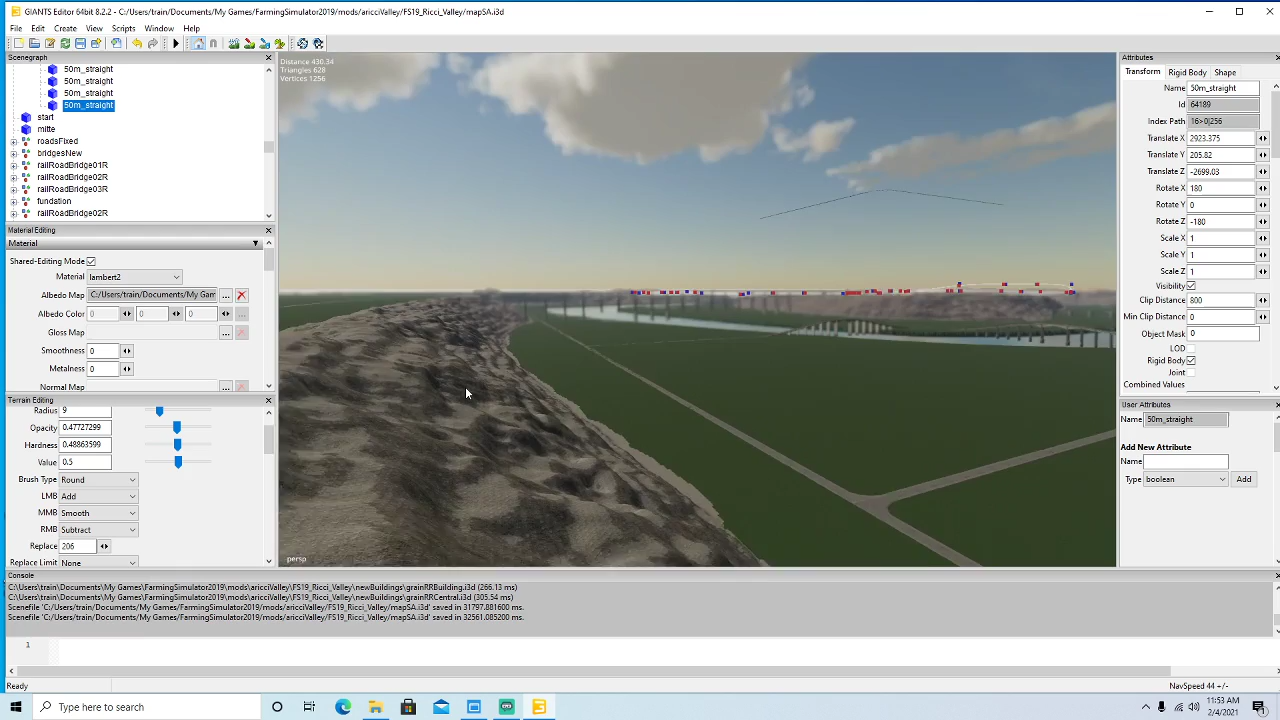 GIANTS Editor 64bit 8.2.2 - C:/Users/train/Documents/My Games/FarmingSimulator2019/mods/aricciValley/FS19_Ricci_Valley/mapSA.i3d
File Edit Create View Scripts Window Help
Scenegraph
50m_straight
50m_straight
50m_straight
50m_straight
start
mitte
roadsFixed
bridgesNew
railRoadBridge01R
railRoadBridge02R
railRoadBridge03R
fundation
railRoadBridge02R
Material Editing
Material
Shared-Editing Mode
Material lambert2
Albedo Map C:/Users/train/Documents/My Gam ...
Albedo Color 0 0 0 ...
Gloss Map ...
Smoothness 0
Metalness 0
Normal Map ...
Terrain Editing
Radius 9
Opacity 0.47727299
Hardness 0.48863599
Value 0.5
Brush Type Round
LMB Add
MMB Smooth
RMB Subtract
Replace 206
Replace Limit None
Distance 430.34
Triangles 628
Vertices 1256
persp
Attributes
Transform Rigid Body Shape
Name 50m_straight
Id 64189
Index Path 16>0|256
Translate X 2923.375
Translate Y 205.82
Translate Z -2699.03
Rotate X 180
Rotate Y 0
Rotate Z -180
Scale X 1
Scale Y 1
Scale Z 1
Visibility
Clip Distance 800
Min Clip Distance 0
Object Mask 0
LOD
Rigid Body
Joint
Combined Values
User Attributes
Name 50m_straight
Add New Attribute
Name
Type boolean Add
Console
C:\Users\train\Documents\My Games\FarmingSimulator2019\mods\aricciValley\FS19_Ricci_Valley\newBuildings\grainRRBuilding.i3d (266.13 ms)
C:\Users\train\Documents\My Games\FarmingSimulator2019\mods\aricciValley\FS19_Ricci_Valley\newBuildings\grainRRCentral.i3d (305.54 ms)
Scenefile 'C:/Users/train/Documents/My Games/FarmingSimulator2019/mods/aricciValley/FS19_Ricci_Valley/mapSA.i3d' saved in 31797.881600 ms.
Scenefile 'C:/Users/train/Documents/My Games/FarmingSimulator2019/mods/aricciValley/FS19_Ricci_Valley/mapSA.i3d' saved in 32561.085200 ms.
1
Ready
NavSpeed 44 +/-
Type here to search
11:53 AM
2/4/2021